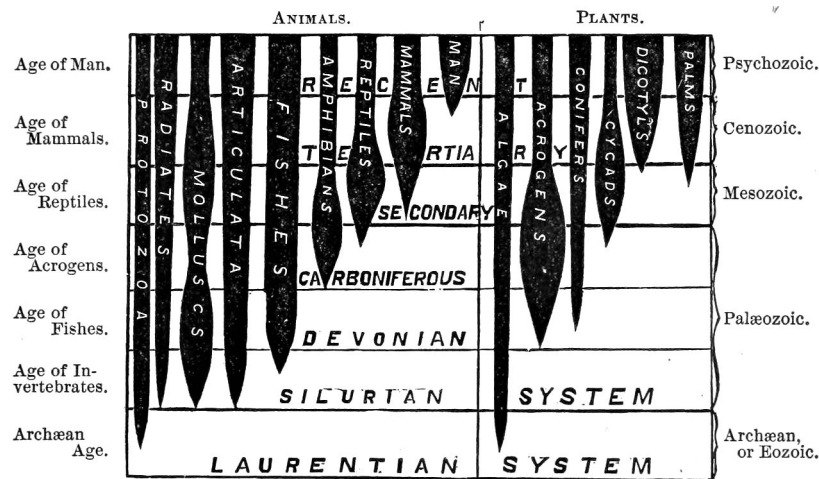 ANIMALS. PLANTS.
Age of Man. Psychozoic.
RECENT
Age of Mammals. Cenozoic.
TERTIARY
Age of Reptiles. Mesozoic.
SECONDARY
Age of Acrogens.
CARBONIFEROUS
Age of Fishes. Palæozoic.
DEVONIAN
Age of In-
vertebrates.
SILURIAN SYSTEM
Archæan Age. Archæan,
or Eozoic.
LAURENTIAN SYSTEM
PROTOZOA
RADIATES
MOLLUSCS
ARTICULATA
FISHES
AMPHIBIANS
REPTILES
MAMMALS
MAN
ALGAE
ACROGENS
CONIFERS
CYCADS
DICOTYL'S
PALMS